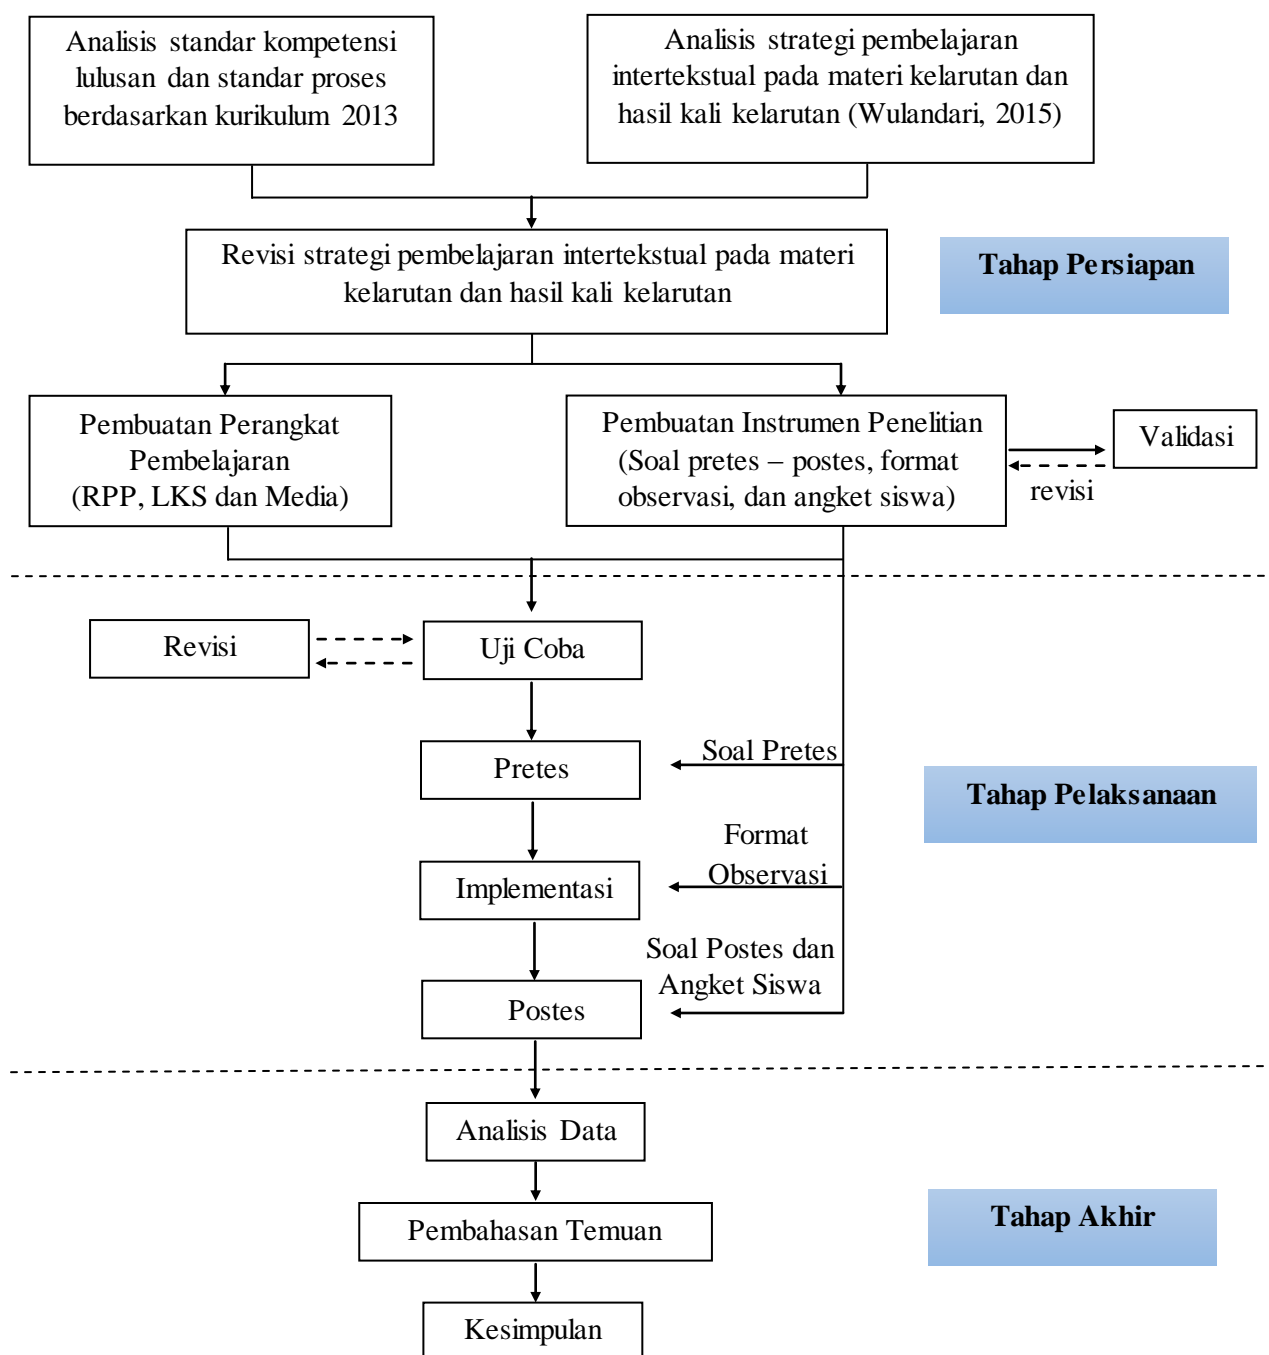 Analisis standar kompetensi
lulusan dan standar proses
berdasarkan kurikulum 2013
Analisis strategi pembelajaran
intertekstual pada materi kelarutan dan
hasil kali kelarutan (Wulandari, 2015)
Revisi strategi pembelajaran intertekstual pada materi
kelarutan dan hasil kali kelarutan
Tahap Persiapan
Pembuatan Perangkat
Pembelajaran
(RPP, LKS dan Media)
Pembuatan Instrumen Penelitian
(Soal pretes – postes, format
observasi, dan angket siswa)
Validasi
revisi
Revisi
Uji Coba
Pretes
Soal Pretes
Tahap Pelaksanaan
Format
Observasi
Implementasi
Soal Postes dan
Angket Siswa
Postes
Analisis Data
Pembahasan Temuan
Tahap Akhir
Kesimpulan